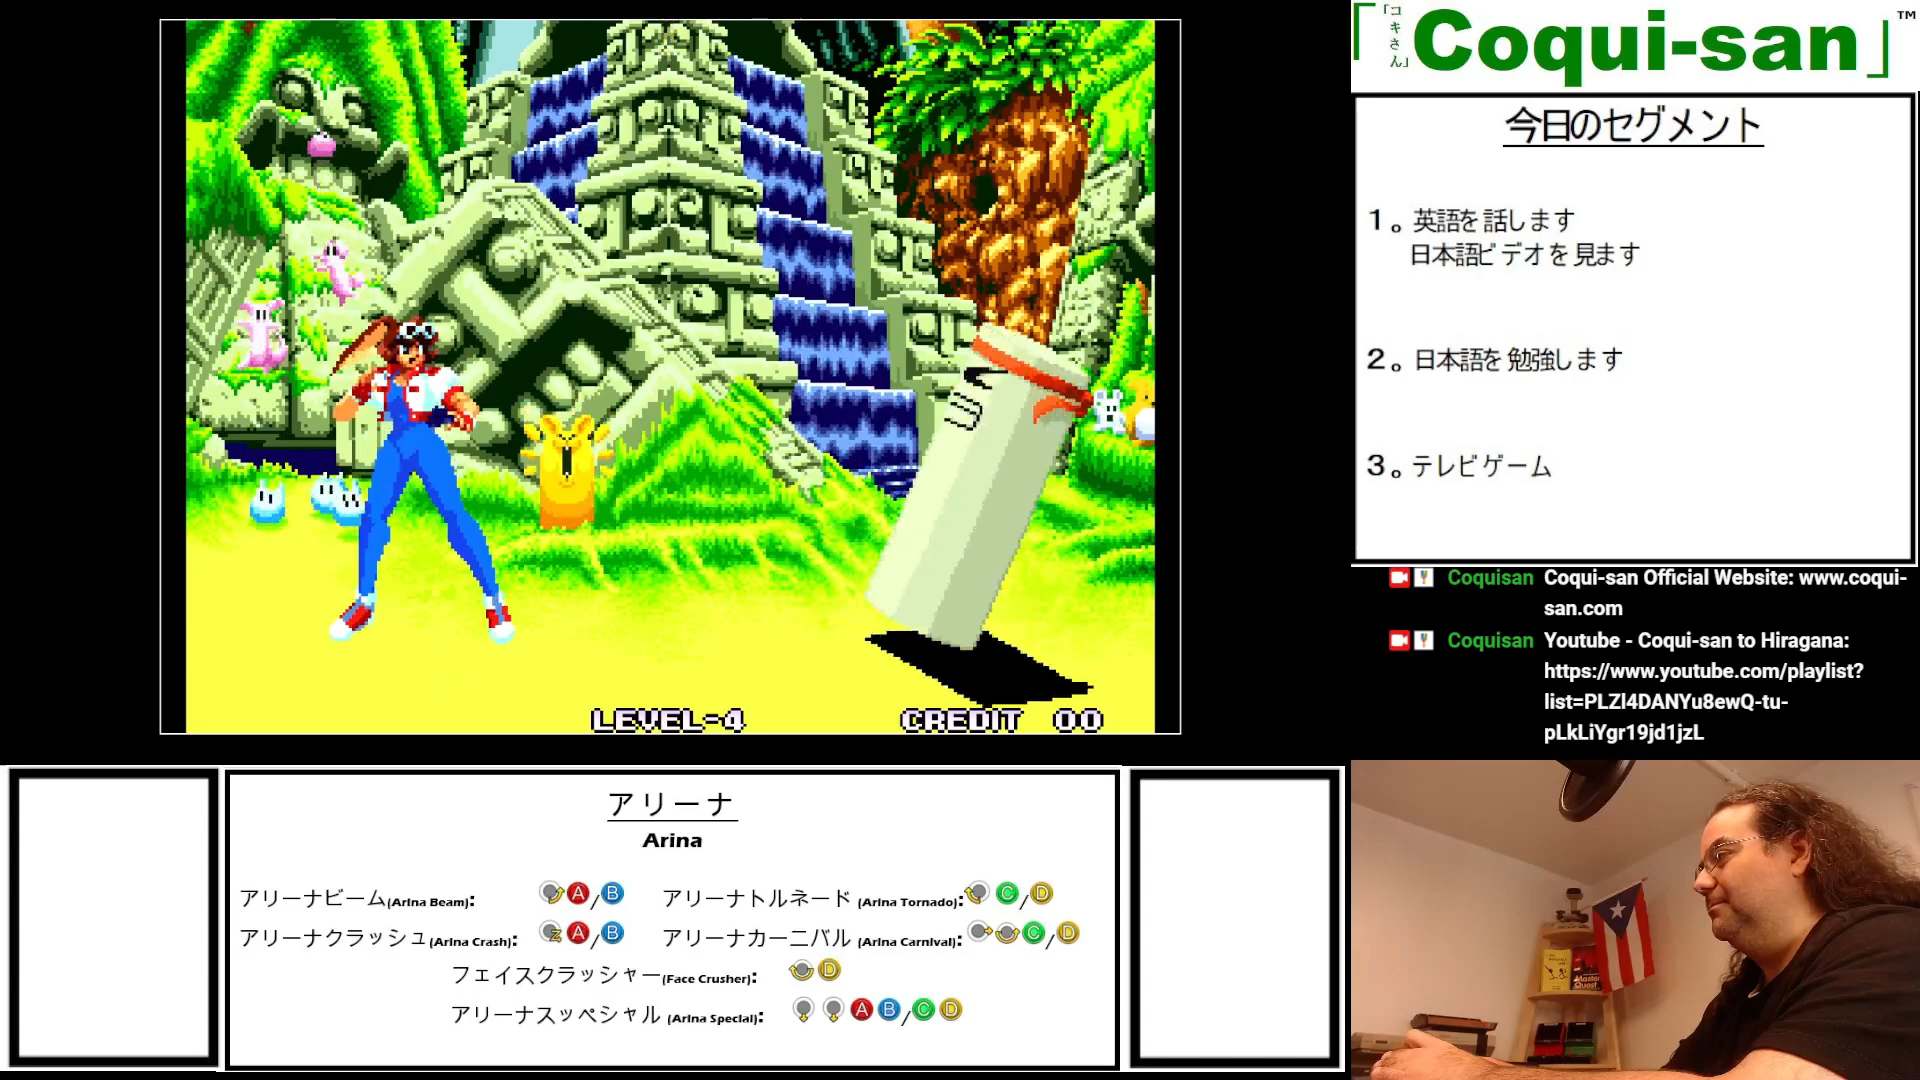 LEVEL-4
CREDIT 00
「コキさん」
「Coqui-san」™
今日のセグメント
1。英語を話します
日本語ビデオを見ます
2。日本語を勉強します
3。テレビゲーム
Coquisan Coqui-san Official Website: www.coqui-
san.com
Coquisan Youtube - Coqui-san to Hiragana:
https://www.youtube.com/playlist?
list=PLZl4DANYu8ewQ-tu-
pLkLiYgr19jd1jzL
アリーナ
Arina
アリーナビーム(Arina Beam): A/B
アリーナトルネード (Arina Tornado): C/D
アリーナクラッシュ(Arina Crash): Z A/B
アリーナカーニバル (Arina Carnival): C/D
フェイスクラッシャー(Face Crusher): D
アリーナスッペシャル (Arina Special): A B/C D
Master
Quest